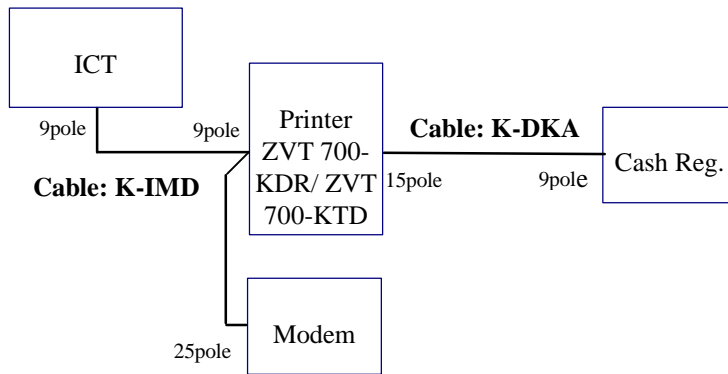 ICT
9pole
9pole
Printer
ZVT 700-
KDR/ ZVT
700-KTD
Cable: K-DKA
Cash Reg.
Cable: K-IMD
15pole
9pole
Modem
25pole